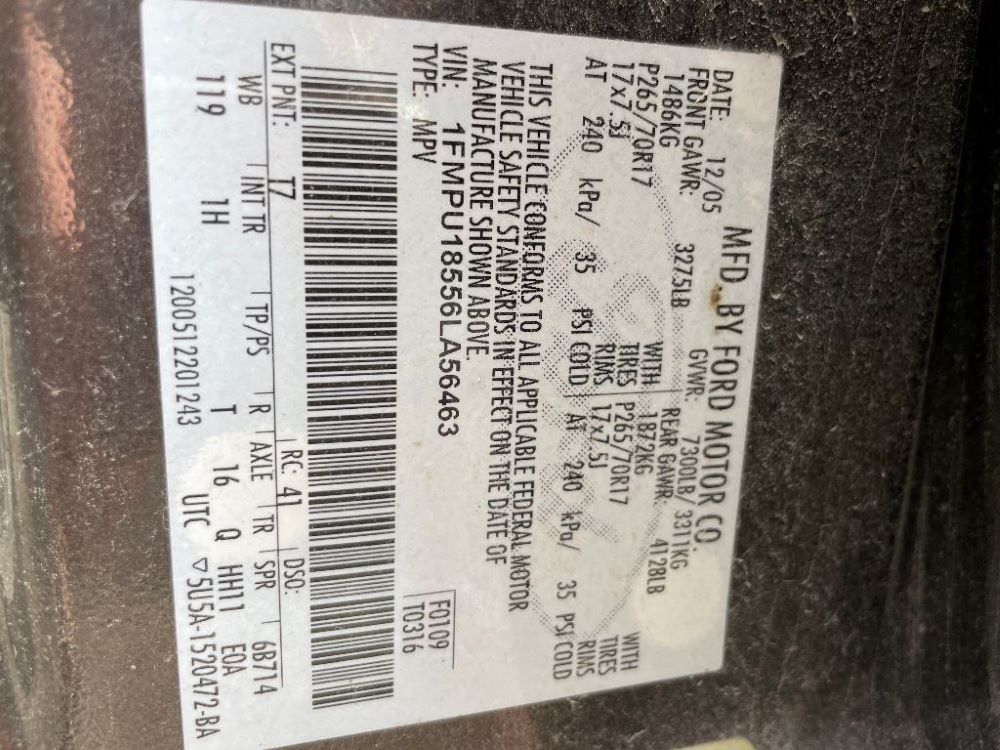 MFD. BY FORD MOTOR CO.
DATE: 12/05 GVWR: 7300LB/ 3311KG
FRONT GAWR: 3275LB REAR GAWR: 4128LB
1486KG WITH 1872KG WITH
P265/70R17 TIRES P265/70R17 TIRES
17x7.5J RIMS 17x7.5J RIMS
AT 240 kPa/ 35 PSI COLD AT 240 kPa/ 35 PSI COLD
THIS VEHICLE CONFORMS TO ALL APPLICABLE FEDERAL MOTOR
VEHICLE SAFETY STANDARDS IN EFFECT ON THE DATE OF
MANUFACTURE SHOWN ABOVE.
VIN: 1FMPU18556LA56463 F0109
TYPE: MPV T0316
EXT PNT: T7 RC: 41 DSO:
WB INT TR TP/PS R AXLE TR SPR 6B714
119 1H T 16 Q HH11 E0A
UTC ▽5U5A-1520472-BA
120051220 1243